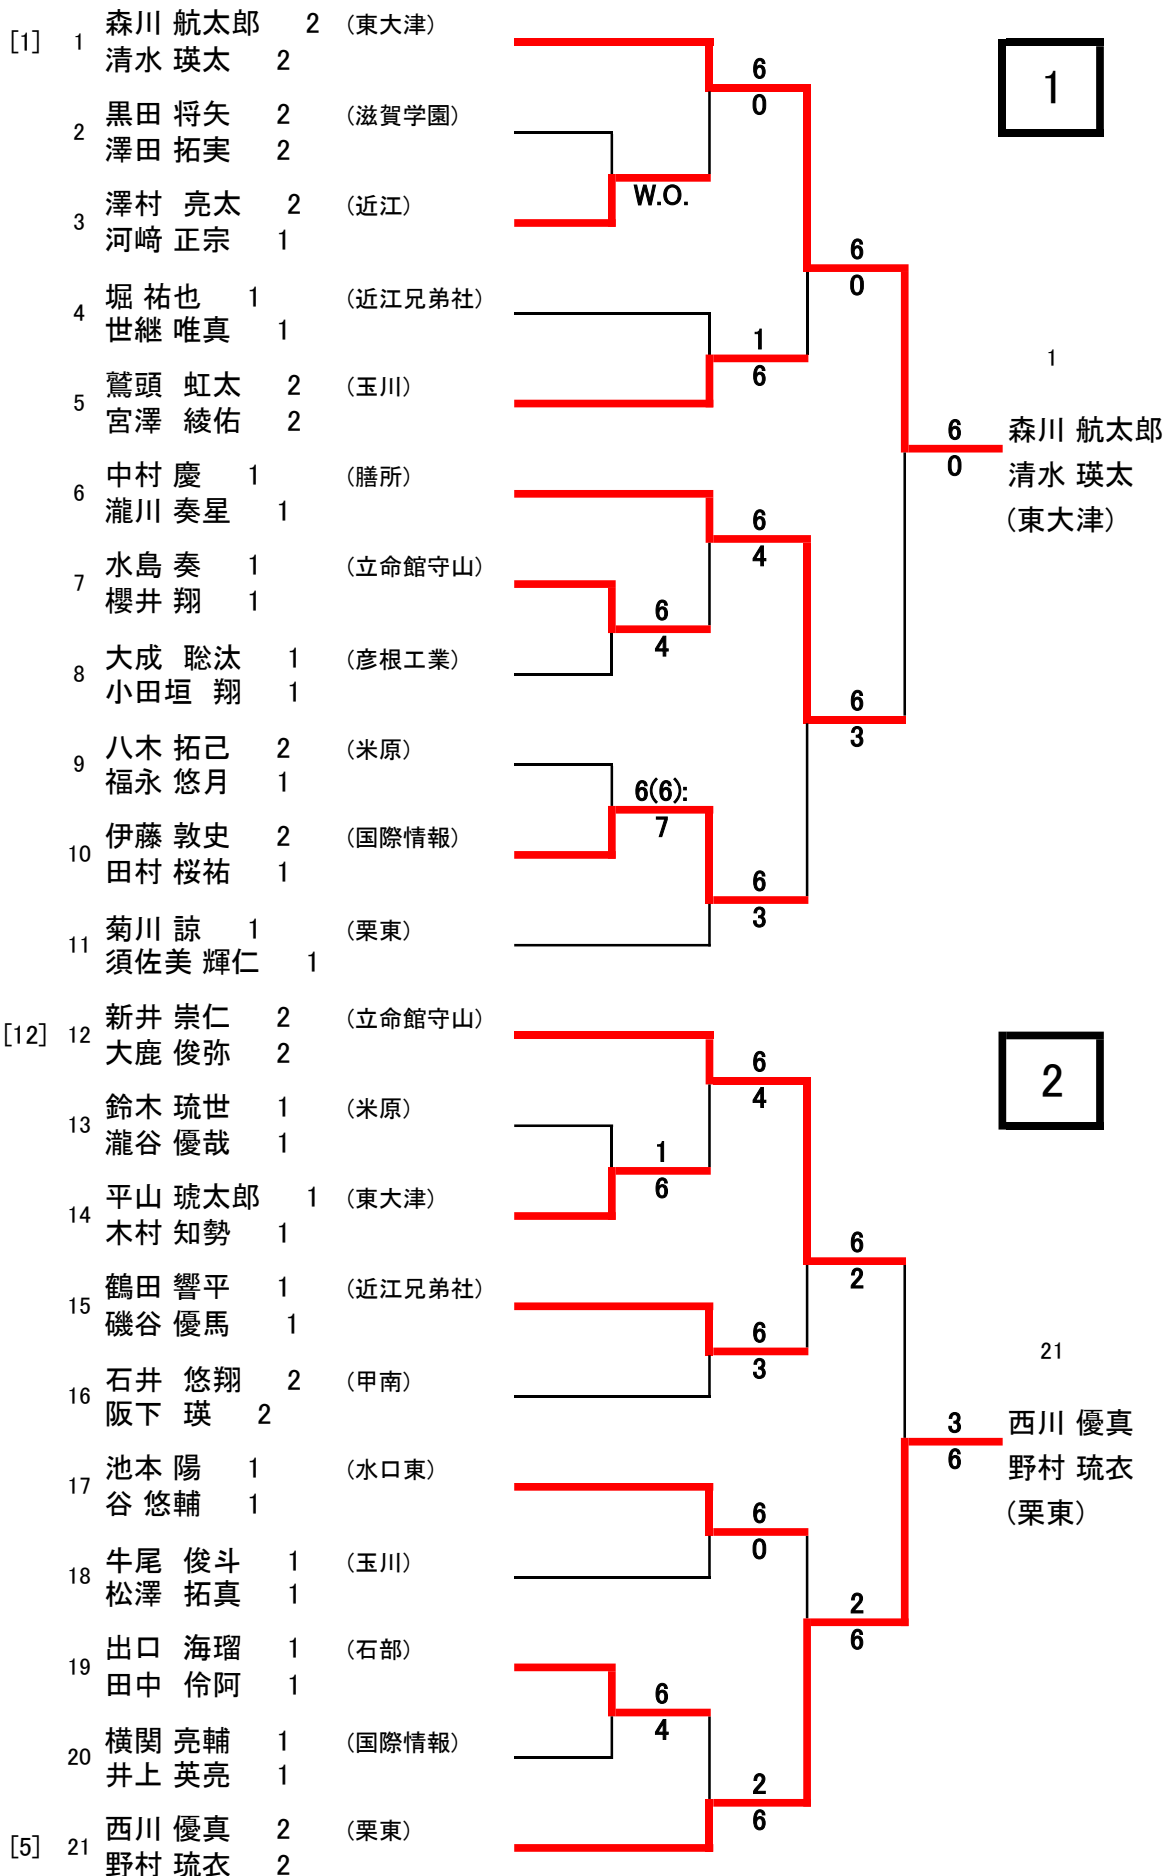 森川 航太郎 2 (東大津)
[1] 1
清水 瑛太 2
6
0
1
黒田 将矢 2 (滋賀学園)
2
澤田 拓実 2
W.O.
澤村 亮太 2 (近江)
3
河﨑 正宗 1
6
0
堀 祐也 1 (近江兄弟社)
4
世継 唯真 1
1
6
1
鷲頭 虹太 2 (玉川)
5
宮澤 綾佑 2
6
0
森川 航太郎
清水 瑛太
(東大津)
中村 慶 1 (膳所)
6
瀧川 奏星 1
6
4
水島 奏 1 (立命館守山)
7
櫻井 翔 1
6
4
大成 聡汰 1 (彦根工業)
8
小田垣 翔 1
6
3
八木 拓己 2 (米原)
9
福永 悠月 1
6(6):
7
伊藤 敦史 2 (国際情報)
10
田村 桜祐 1
6
3
菊川 諒 1 (栗東)
11
須佐美 輝仁 1
新井 崇仁 2 (立命館守山)
[12] 12
大鹿 俊弥 2
6
4
2
鈴木 琉世 1 (米原)
13
瀧谷 優哉 1
1
6
平山 琥太郎 1 (東大津)
14
木村 知勢 1
6
2
鶴田 響平 1 (近江兄弟社)
15
磯谷 優馬 1
6
3
21
石井 悠翔 2 (甲南)
16
阪下 瑛 2
3
6
西川 優真
野村 琉衣
(栗東)
池本 陽 1 (水口東)
17
谷 悠輔 1
6
0
牛尾 俊斗 1 (玉川)
18
松澤 拓真 1
2
6
出口 海瑠 1 (石部)
19
田中 伶阿 1
6
4
横関 亮輔 1 (国際情報)
20
井上 英亮 1
2
6
西川 優真 2 (栗東)
[5] 21
野村 琉衣 2